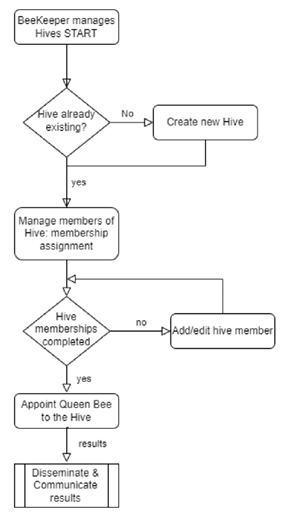 BeeKeeper manages
Hives START
Hive already
existing?
No
Create new Hive
yes
Manage members of
Hive: membership
assignment
Hive
memberships
completed
no
Add/edit hive member
yes
Appoint Queen Bee
to the Hive
results
Disseminate &
Communicate
results